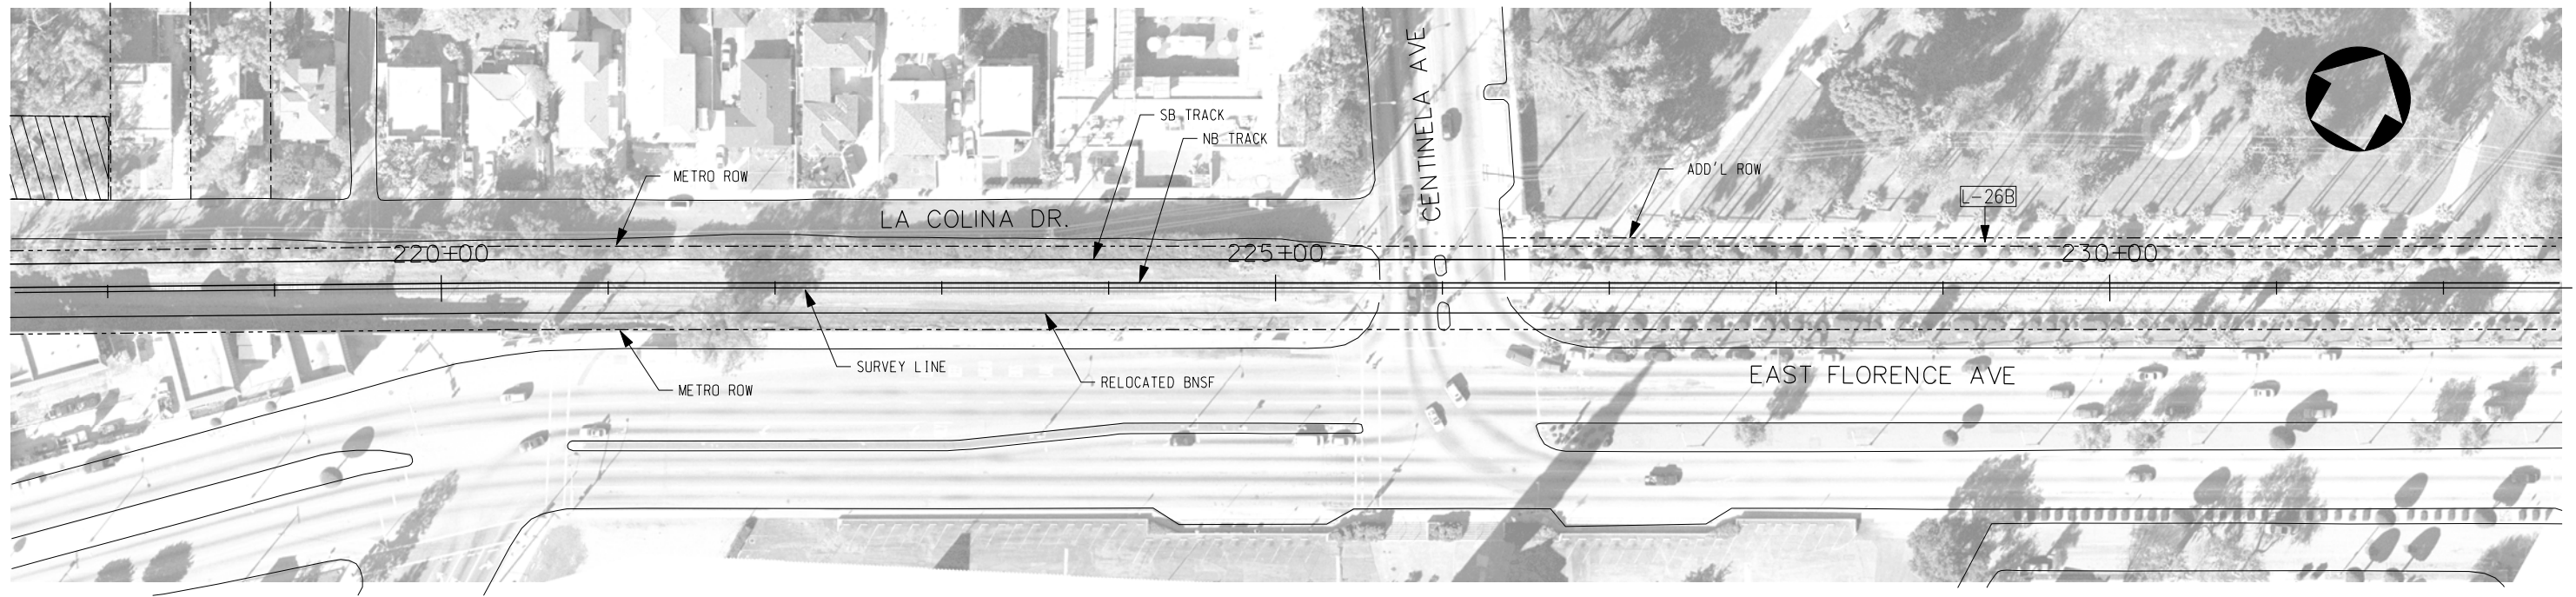 CENTINELA AVE
SB TRACK
NB TRACK
METRO ROW
ADD'L ROW
L-26B
LA COLINA DR.
220+00
225+00
230+00
SURVEY LINE
METRO ROW
RELOCATED BNSF
EAST FLORENCE AVE